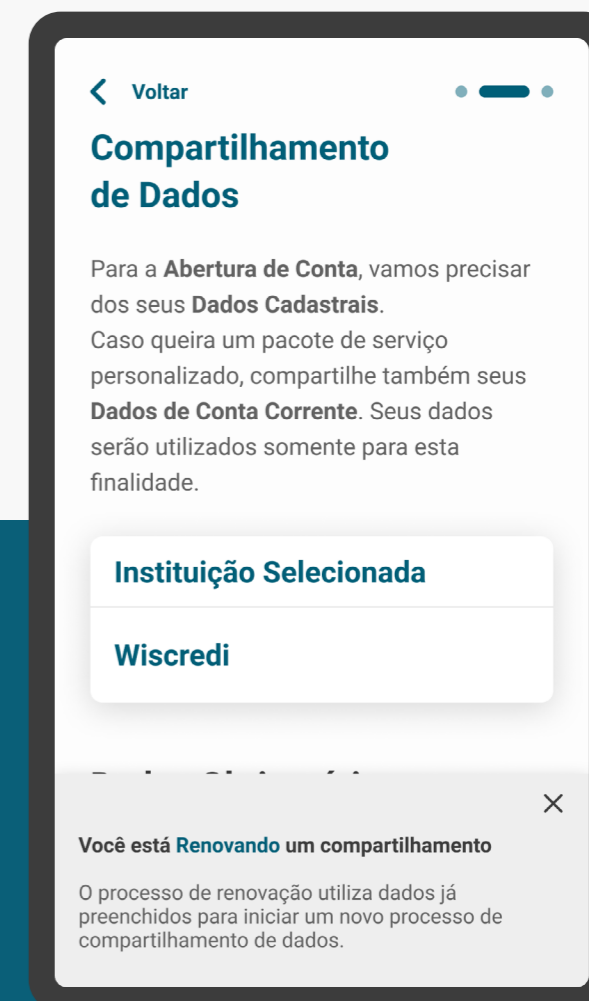 Voltar
Compartilhamento
de Dados
Para a Abertura de Conta, vamos precisar
dos seus Dados Cadastrais.
Caso queira um pacote de serviço
personalizado, compartilhe também seus
Dados de Conta Corrente. Seus dados
serão utilizados somente para esta
finalidade.
Instituição Selecionada
Wiscredi
Você está Renovando um compartilhamento
O processo de renovação utiliza dados já
preenchidos para iniciar um novo processo de
compartilhamento de dados.